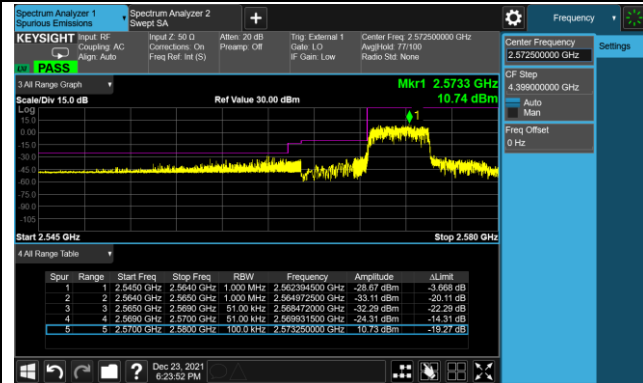 Spectrum Analyzer 1
Spurious Emissions
Spectrum Analyzer 2
Swept SA
Frequency
KEYSIGHT
Input: RF
Coupling: AC
Align: Auto
Input Z: 50 Ω
Corrections: On
Freq Ref: Int (S)
Atten: 20 dB
Preamp: Off
Trig: External 1
Gate: LO
IF Gain: Low
Center Freq: 2.572500000 GHz
Avg|Hold: 77/100
Radio Std: None
PASS
Center Frequency
2.572500000 GHz
Settings
CF Step
4.399000000 GHz
Auto
Man
Freq Offset
0 Hz
3 All Range Graph
Mkr1 2.5733 GHz
Scale/Div 15.0 dB
Ref Value 30.00 dBm
10.74 dBm
Log
15.0
0.00
-15.0
-30.0
-45.0
-60.0
-75.0
-90.0
-105
1
Start 2.545 GHz
Stop 2.580 GHz
4 All Range Table
Spur Range Start Freq Stop Freq RBW Frequency Amplitude ΔLimit
1 1 2.5450 GHz 2.5640 GHz 1.000 MHz 2.562394500 GHz -28.67 dBm -3.668 dB
2 2 2.5640 GHz 2.5650 GHz 1.000 MHz 2.564972500 GHz -33.11 dBm -20.11 dB
3 3 2.5650 GHz 2.5690 GHz 51.00 kHz 2.568472000 GHz -32.29 dBm -22.29 dB
4 4 2.5690 GHz 2.5700 GHz 51.00 kHz 2.569931500 GHz -24.31 dBm -14.31 dB
5 5 2.5700 GHz 2.5800 GHz 100.0 kHz 2.573250000 GHz 10.73 dBm -19.27 dB
Dec 23, 2021
6:23:52 PM